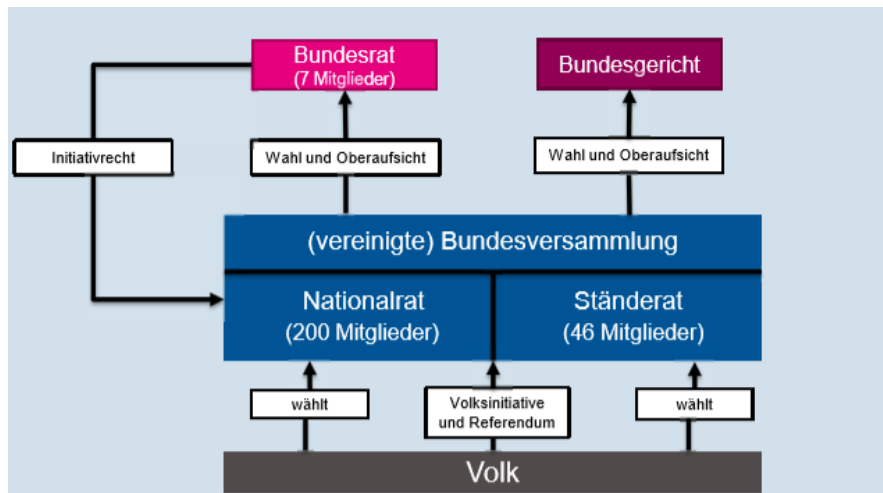 Bundesrat
(7 Mitglieder)
Bundesgericht
Initiativrecht
Wahl und Oberaufsicht
Wahl und Oberaufsicht
(vereinigte) Bundesversammlung
Nationalrat
(200 Mitglieder)
Ständerat
(46 Mitglieder)
wählt
Volksinitiative
und Referendum
wählt
Volk